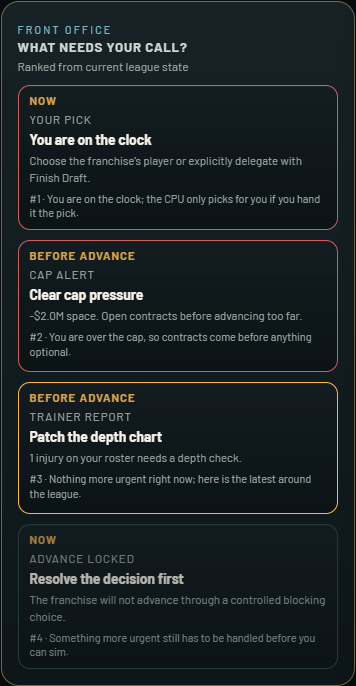 FRONT OFFICE
WHAT NEEDS YOUR CALL?
Ranked from current league state
NOW
YOUR PICK
You are on the clock
Choose the franchise's player or explicitly delegate with
Finish Draft.
#1 · You are on the clock; the CPU only picks for you if you hand
it the pick.
BEFORE ADVANCE
CAP ALERT
Clear cap pressure
-$2.0M space. Open contracts before advancing too far.
#2 · You are over the cap, so contracts come before anything
optional.
BEFORE ADVANCE
TRAINER REPORT
Patch the depth chart
1 injury on your roster needs a depth check.
#3 · Nothing more urgent right now; here is the latest around
the league.
NOW
ADVANCE LOCKED
Resolve the decision first
The franchise will not advance through a controlled blocking
choice.
#4 · Something more urgent still has to be handled before you
can sim.